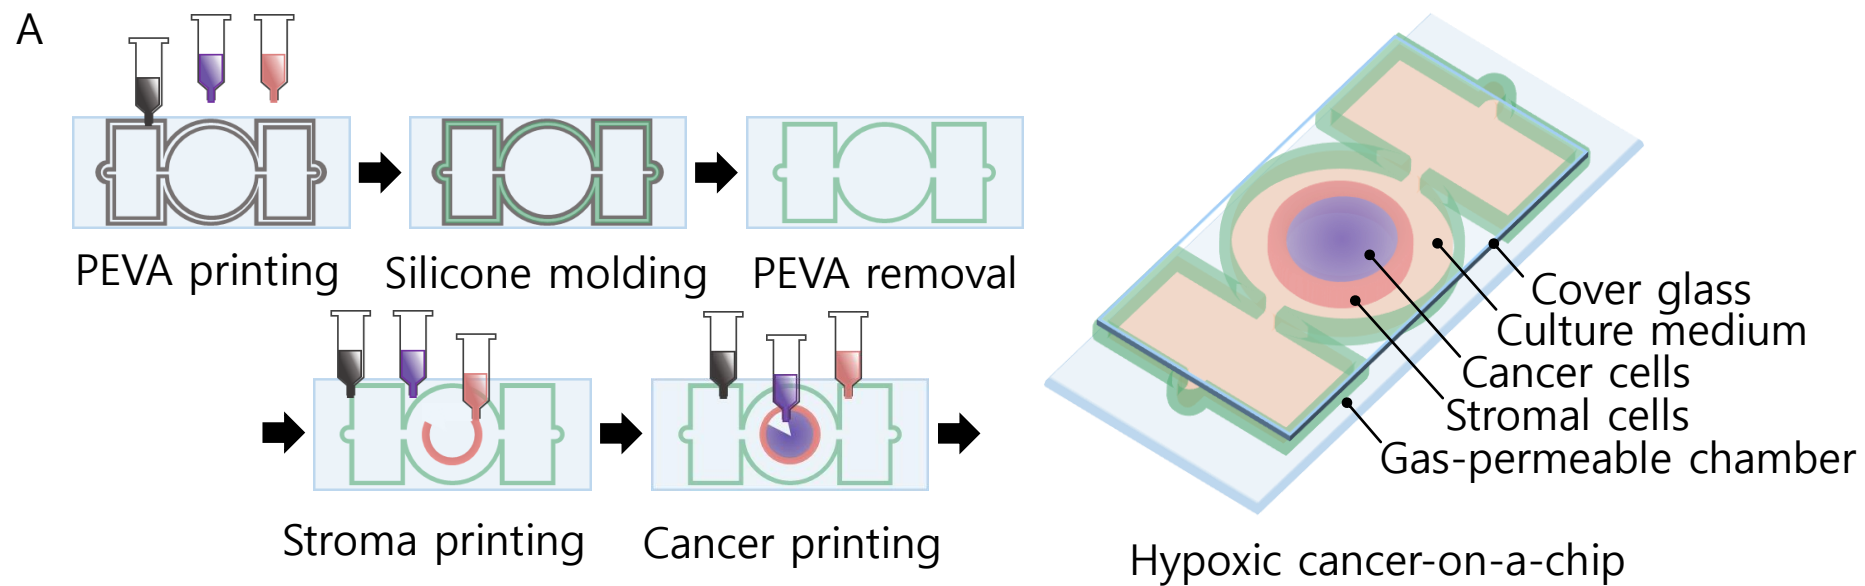 A
PEVA printing
Silicone molding
PEVA removal
Stroma printing
Cancer printing
Cover glass
Culture medium
Cancer cells
Stromal cells
Gas-permeable chamber
Hypoxic cancer-on-a-chip